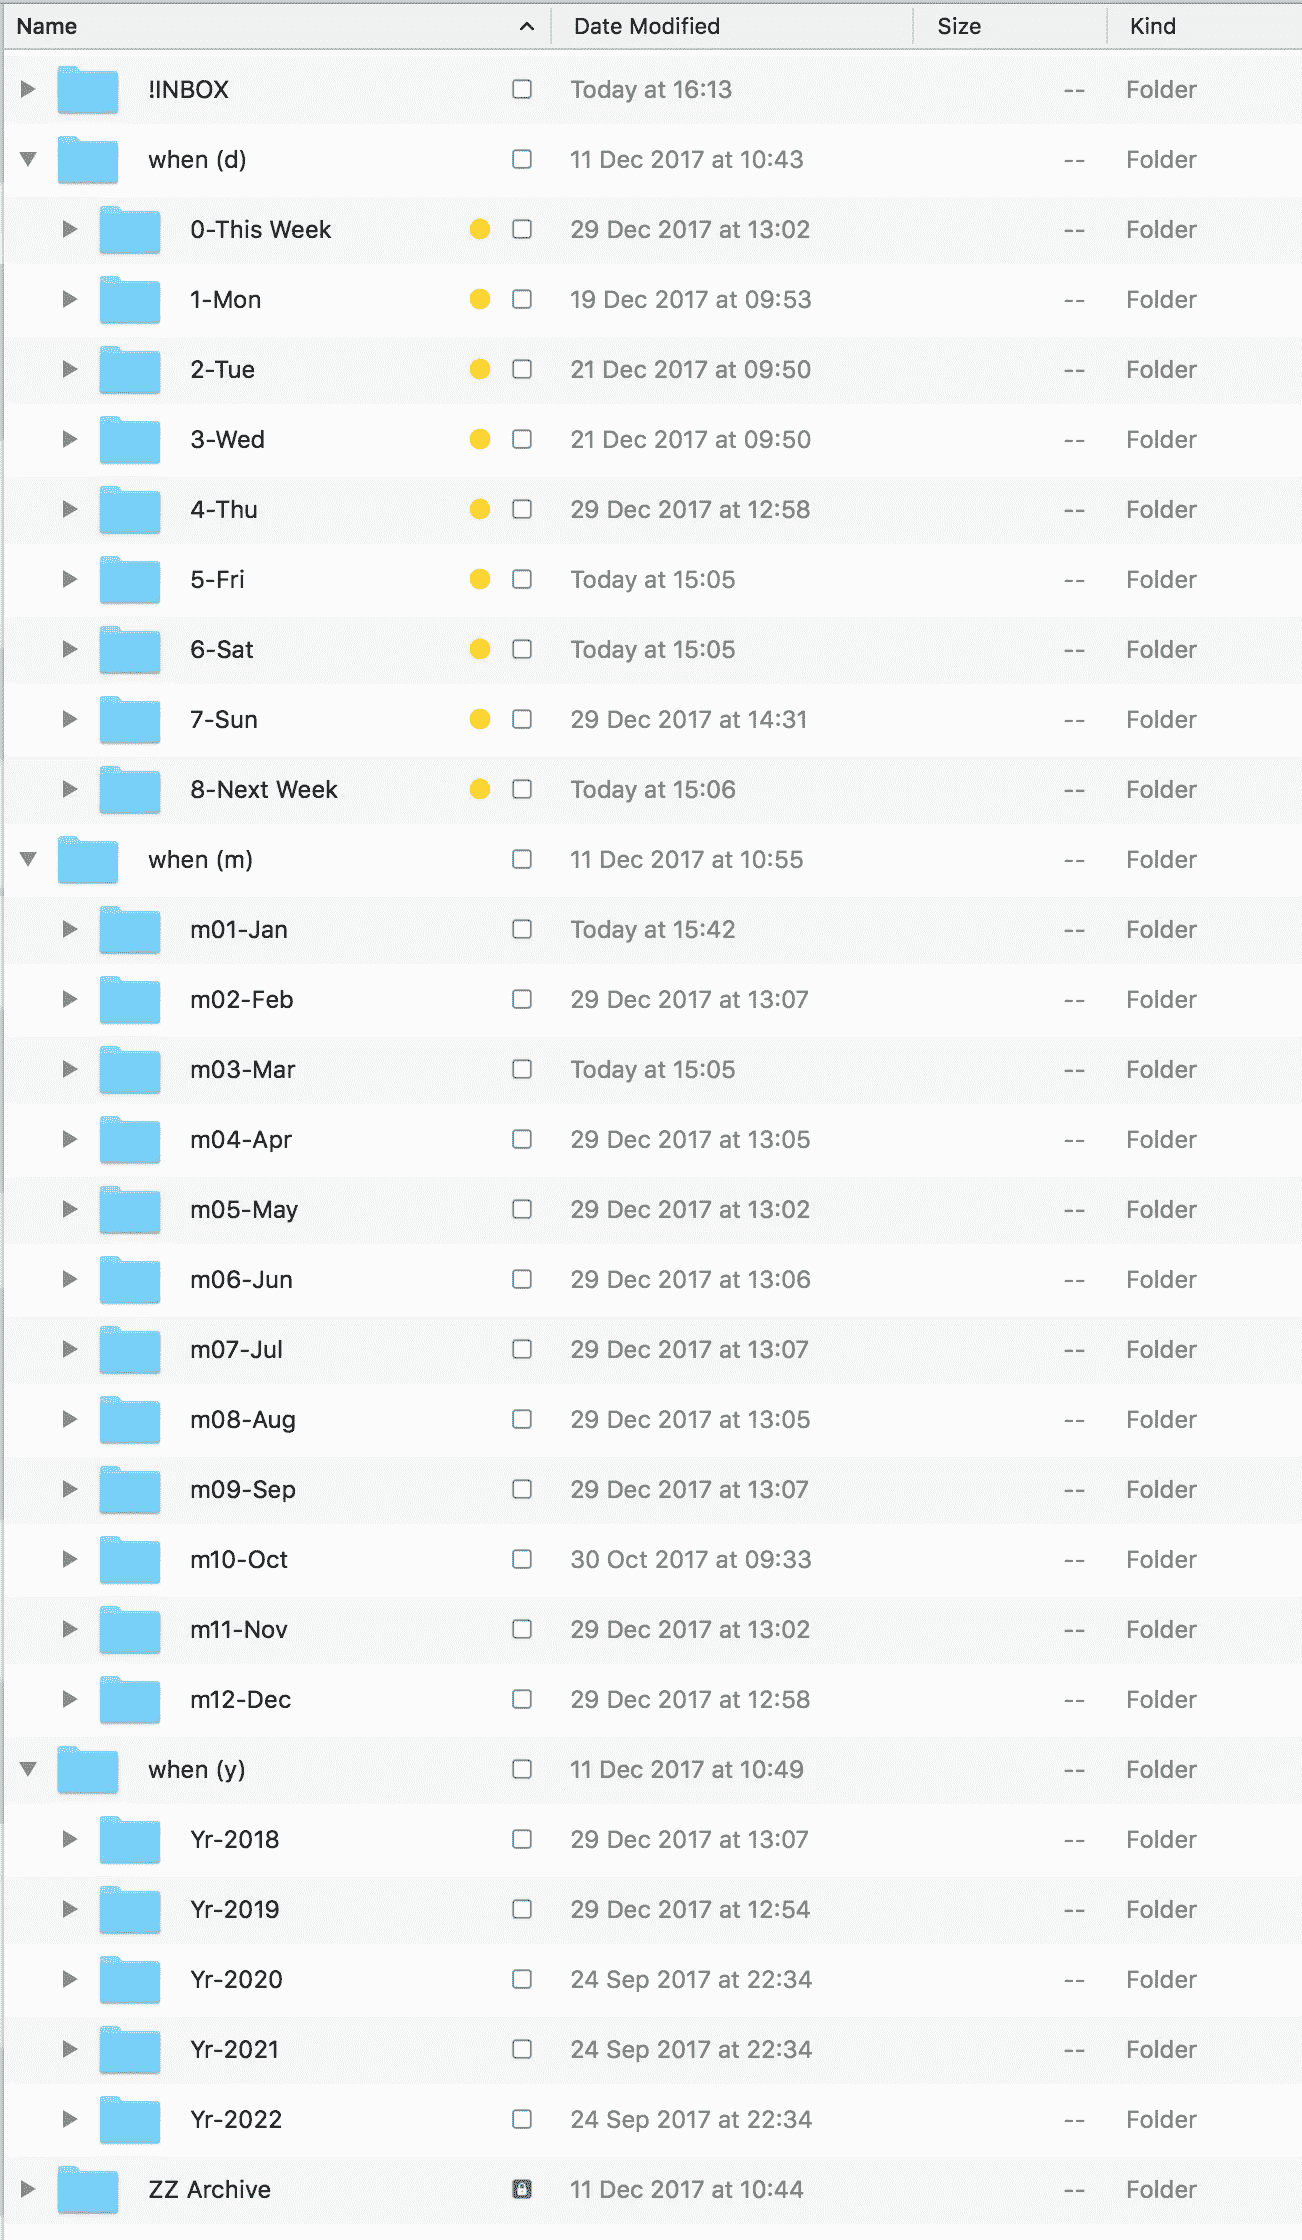 Name Date Modified Size Kind
!INBOX Today at 16:13 -- Folder
when (d) 11 Dec 2017 at 10:43 -- Folder
0-This Week 29 Dec 2017 at 13:02 -- Folder
1-Mon 19 Dec 2017 at 09:53 -- Folder
2-Tue 21 Dec 2017 at 09:50 -- Folder
3-Wed 21 Dec 2017 at 09:50 -- Folder
4-Thu 29 Dec 2017 at 12:58 -- Folder
5-Fri Today at 15:05 -- Folder
6-Sat Today at 15:05 -- Folder
7-Sun 29 Dec 2017 at 14:31 -- Folder
8-Next Week Today at 15:06 -- Folder
when (m) 11 Dec 2017 at 10:55 -- Folder
m01-Jan Today at 15:42 -- Folder
m02-Feb 29 Dec 2017 at 13:07 -- Folder
m03-Mar Today at 15:05 -- Folder
m04-Apr 29 Dec 2017 at 13:05 -- Folder
m05-May 29 Dec 2017 at 13:02 -- Folder
m06-Jun 29 Dec 2017 at 13:06 -- Folder
m07-Jul 29 Dec 2017 at 13:07 -- Folder
m08-Aug 29 Dec 2017 at 13:05 -- Folder
m09-Sep 29 Dec 2017 at 13:07 -- Folder
m10-Oct 30 Oct 2017 at 09:33 -- Folder
m11-Nov 29 Dec 2017 at 13:02 -- Folder
m12-Dec 29 Dec 2017 at 12:58 -- Folder
when (y) 11 Dec 2017 at 10:49 -- Folder
Yr-2018 29 Dec 2017 at 13:07 -- Folder
Yr-2019 29 Dec 2017 at 12:54 -- Folder
Yr-2020 24 Sep 2017 at 22:34 -- Folder
Yr-2021 24 Sep 2017 at 22:34 -- Folder
Yr-2022 24 Sep 2017 at 22:34 -- Folder
ZZ Archive 11 Dec 2017 at 10:44 -- Folder